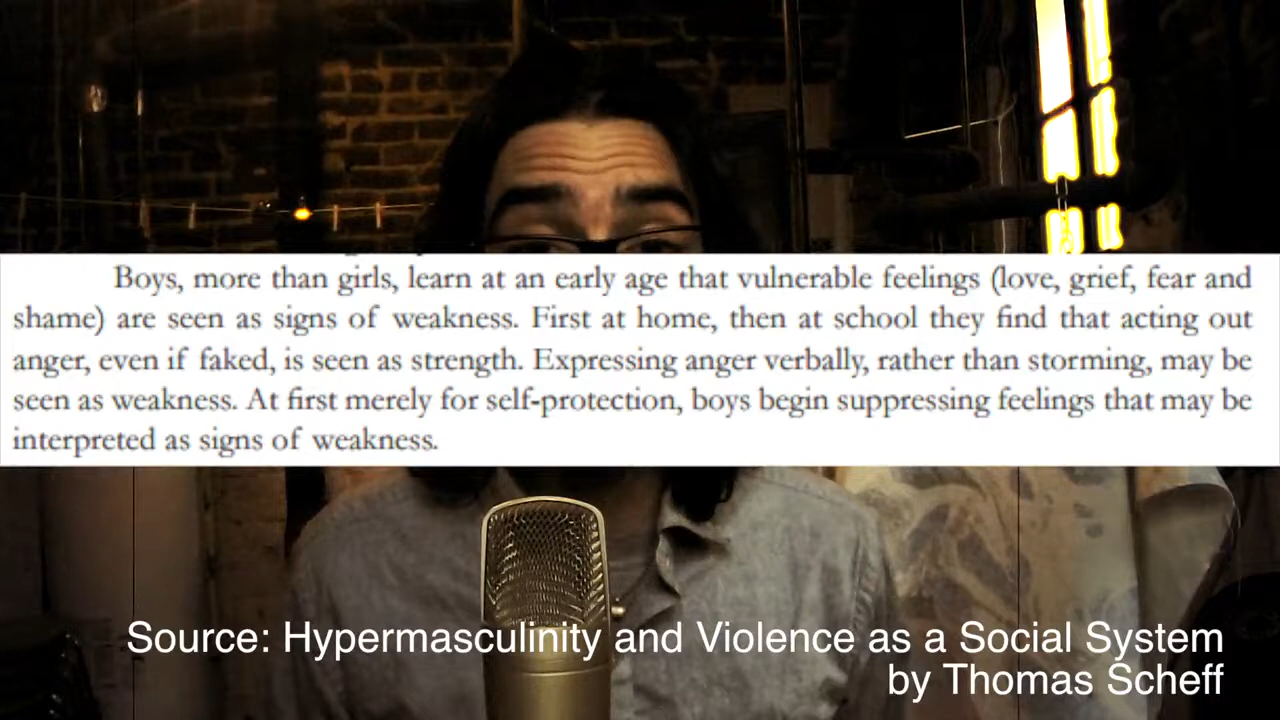 Boys, more than girls, learn at an early age that vulnerable feelings (love, grief, fear and
shame) are seen as signs of weakness. First at home, then at school they find that acting out
anger, even if faked, is seen as strength. Expressing anger verbally, rather than storming, may be
seen as weakness. At first merely for self-protection, boys begin suppressing feelings that may be
interpreted as signs of weakness.
Source: Hypermasculinity and Violence as a Social System
by Thomas Scheff